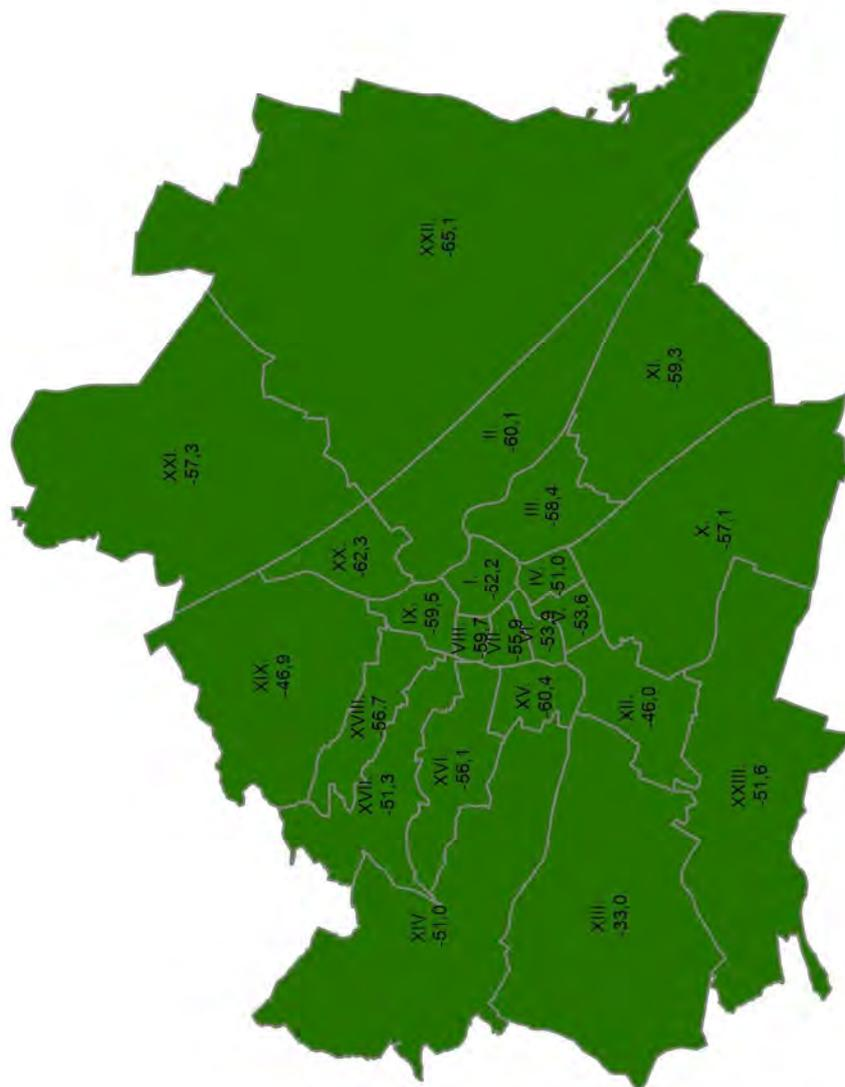 XXI.
-57,3
XXII.
-65,1
XX.
-62,3
XIX.
-46,9
II.
-60,1
IX.
-59,5
I.
-52,2
XVIII.
-56,7
VIII.
-59,7
VII.
-55,9
III.
-58,4
XI.
-59,3
XVII.
-51,3
XVI.
-56,1
XV.
-60,4
VI.
-53,9
IV.
-51,0
V.
-53,6
XIV.
-51,0
XII.
-46,0
X.
-57,1
XIII.
-33,0
XXIII.
-51,6